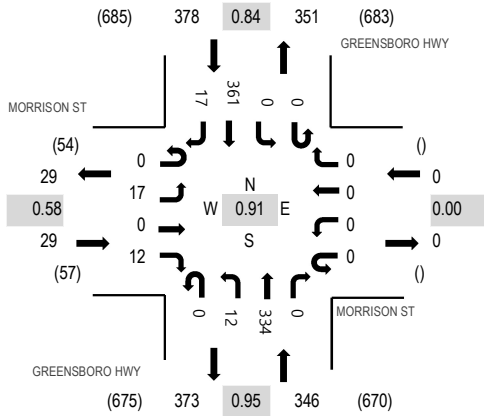 (685) 378 0.84 351 (683)
GREENSBORO HWY
17 361 0 0
MORRISON ST
(54) ()
0 0
29 0
17 0
N
0.58 W 0.91 E 0.00
0 0
29 0
S
12 0
(57) ()
0 12 334 0
MORRISON ST
GREENSBORO HWY
(675) 373 0.95 346 (670)